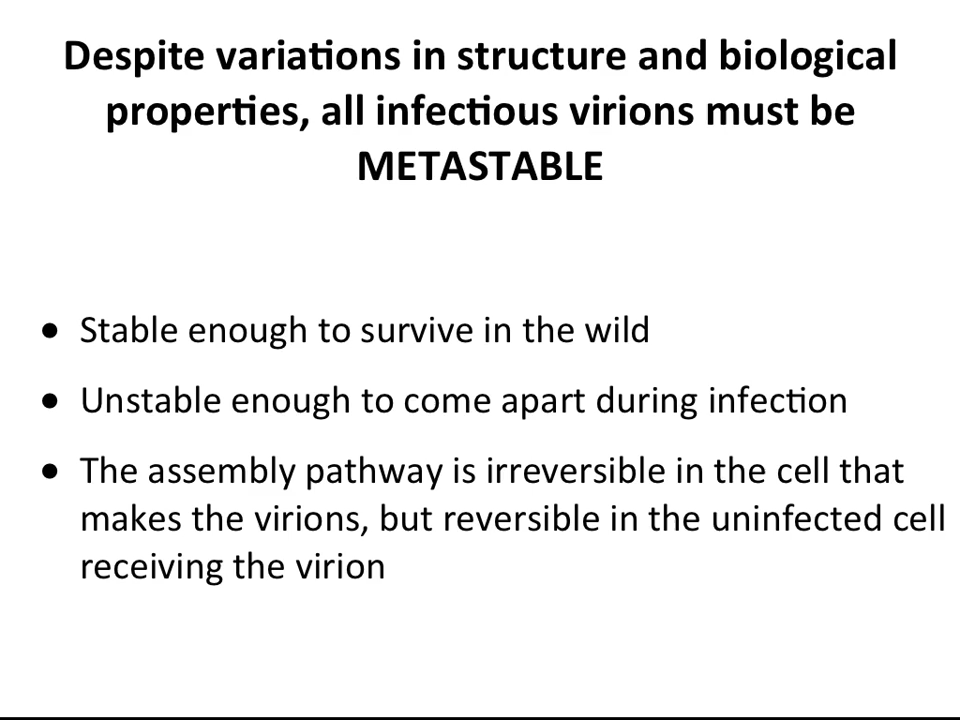 Despite variations in structure and biological
properties, all infectious virions must be
METASTABLE
• Stable enough to survive in the wild
• Unstable enough to come apart during infection
• The assembly pathway is irreversible in the cell that
makes the virions, but reversible in the uninfected cell
receiving the virion